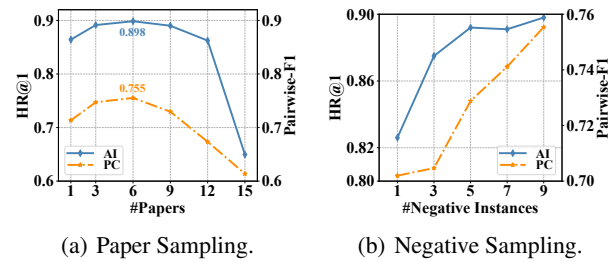 HR@1
0.9
0.8
0.7
0.6
0.898
0.755
AI
PC
0.9
0.8
0.7
0.6
Pairwise-F1
1 3 6 9 12 15
#Papers
(a) Paper Sampling.
HR@1
0.90
0.86
0.82
0.80
AI
PC
0.76
0.74
0.72
0.70
Pairwise-F1
1 3 5 7 9
#Negative Instances
(b) Negative Sampling.